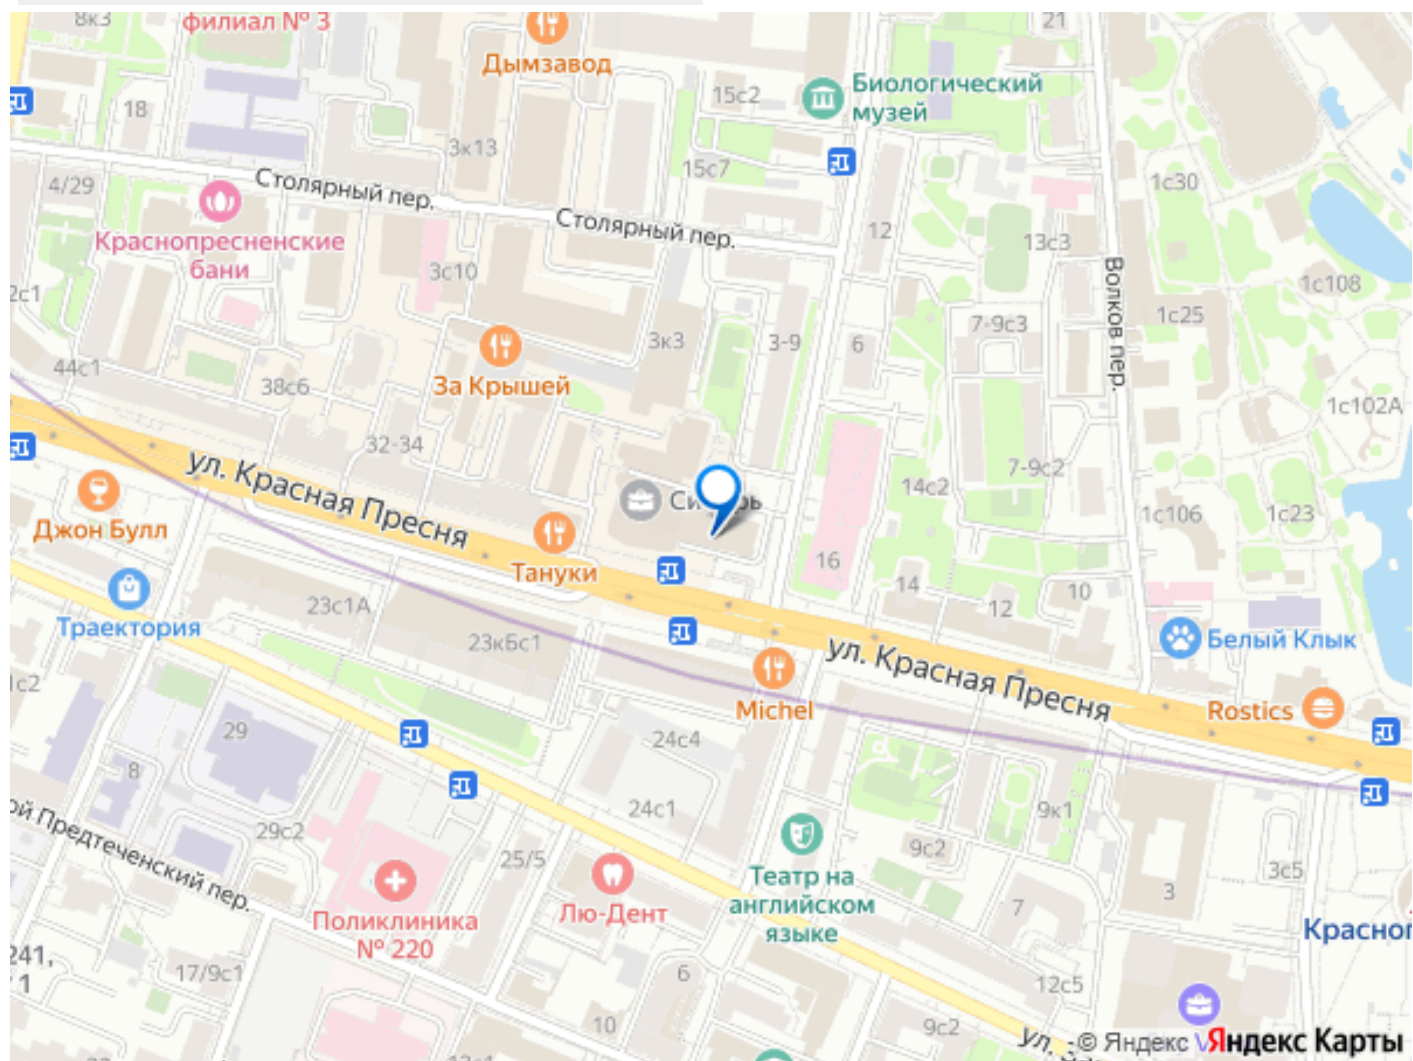 8к3
филиал № 3
Дымзавод
21
Биологический
музей
15с2
18
3к13
15с7
4/29
Столярный пер.
Столярный пер.
1с30
12
13с3
Краснопресненские
бани
3с10
Волков пер.
1с108
2с1
7-9с3
1с25
3к3
3-9
6
За Крышей
44с1
38с6
1с102А
32-34
ул. Красная Пресня
7-9с2
14с2
1с106
1с23
Джон Булл
Тануки
16
14
12
10
23с1А
Траектория
23кБс1
Белый Клык
ул. Красная Пресня
Michel
Rostics
1с2
29
24с4
8
24с1
9к1
29с2
25/5
9с2
3с5
Театр на
английском
языке
3
7
Предтеченский пер.
Поликлиника
№ 220
Лю-Дент
241,
1
17/9с1
6
12с5
10
9с2
ул.
© Яндекс
Яндекс Карты